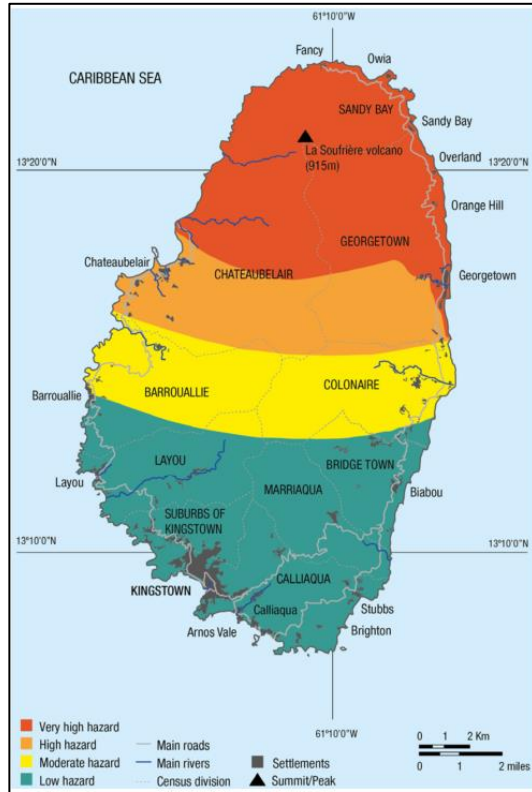 61°10'0"W
Fancy
Owia
CARIBBEAN SEA
SANDY BAY
Sandy Bay
La Soufrière volcano
(915m)
13°20'0"N
Overland
13°20'0"N
Orange Hill
GEORGETOWN
Chateaubelair
CHATEAUBELAIR
Georgetown
BARROUALLIE
COLONAIRE
Barrouallie
LAYOU
BRIDGE TOWN
Layou
MARRIAQUA
Biabou
SUBURBS OF
KINGSTOWN
13°10'0"N
13°10'0"N
KINGSTOWN
CALLIAQUA
Calliaqua
Stubbs
Arnos Vale
Brighton
61°10'0"W
Very high hazard
High hazard
Moderate hazard
Low hazard
Main roads
Main rivers
Census division
Settlements
Summit/Peak
0 1 2 Km
0 1 2 miles